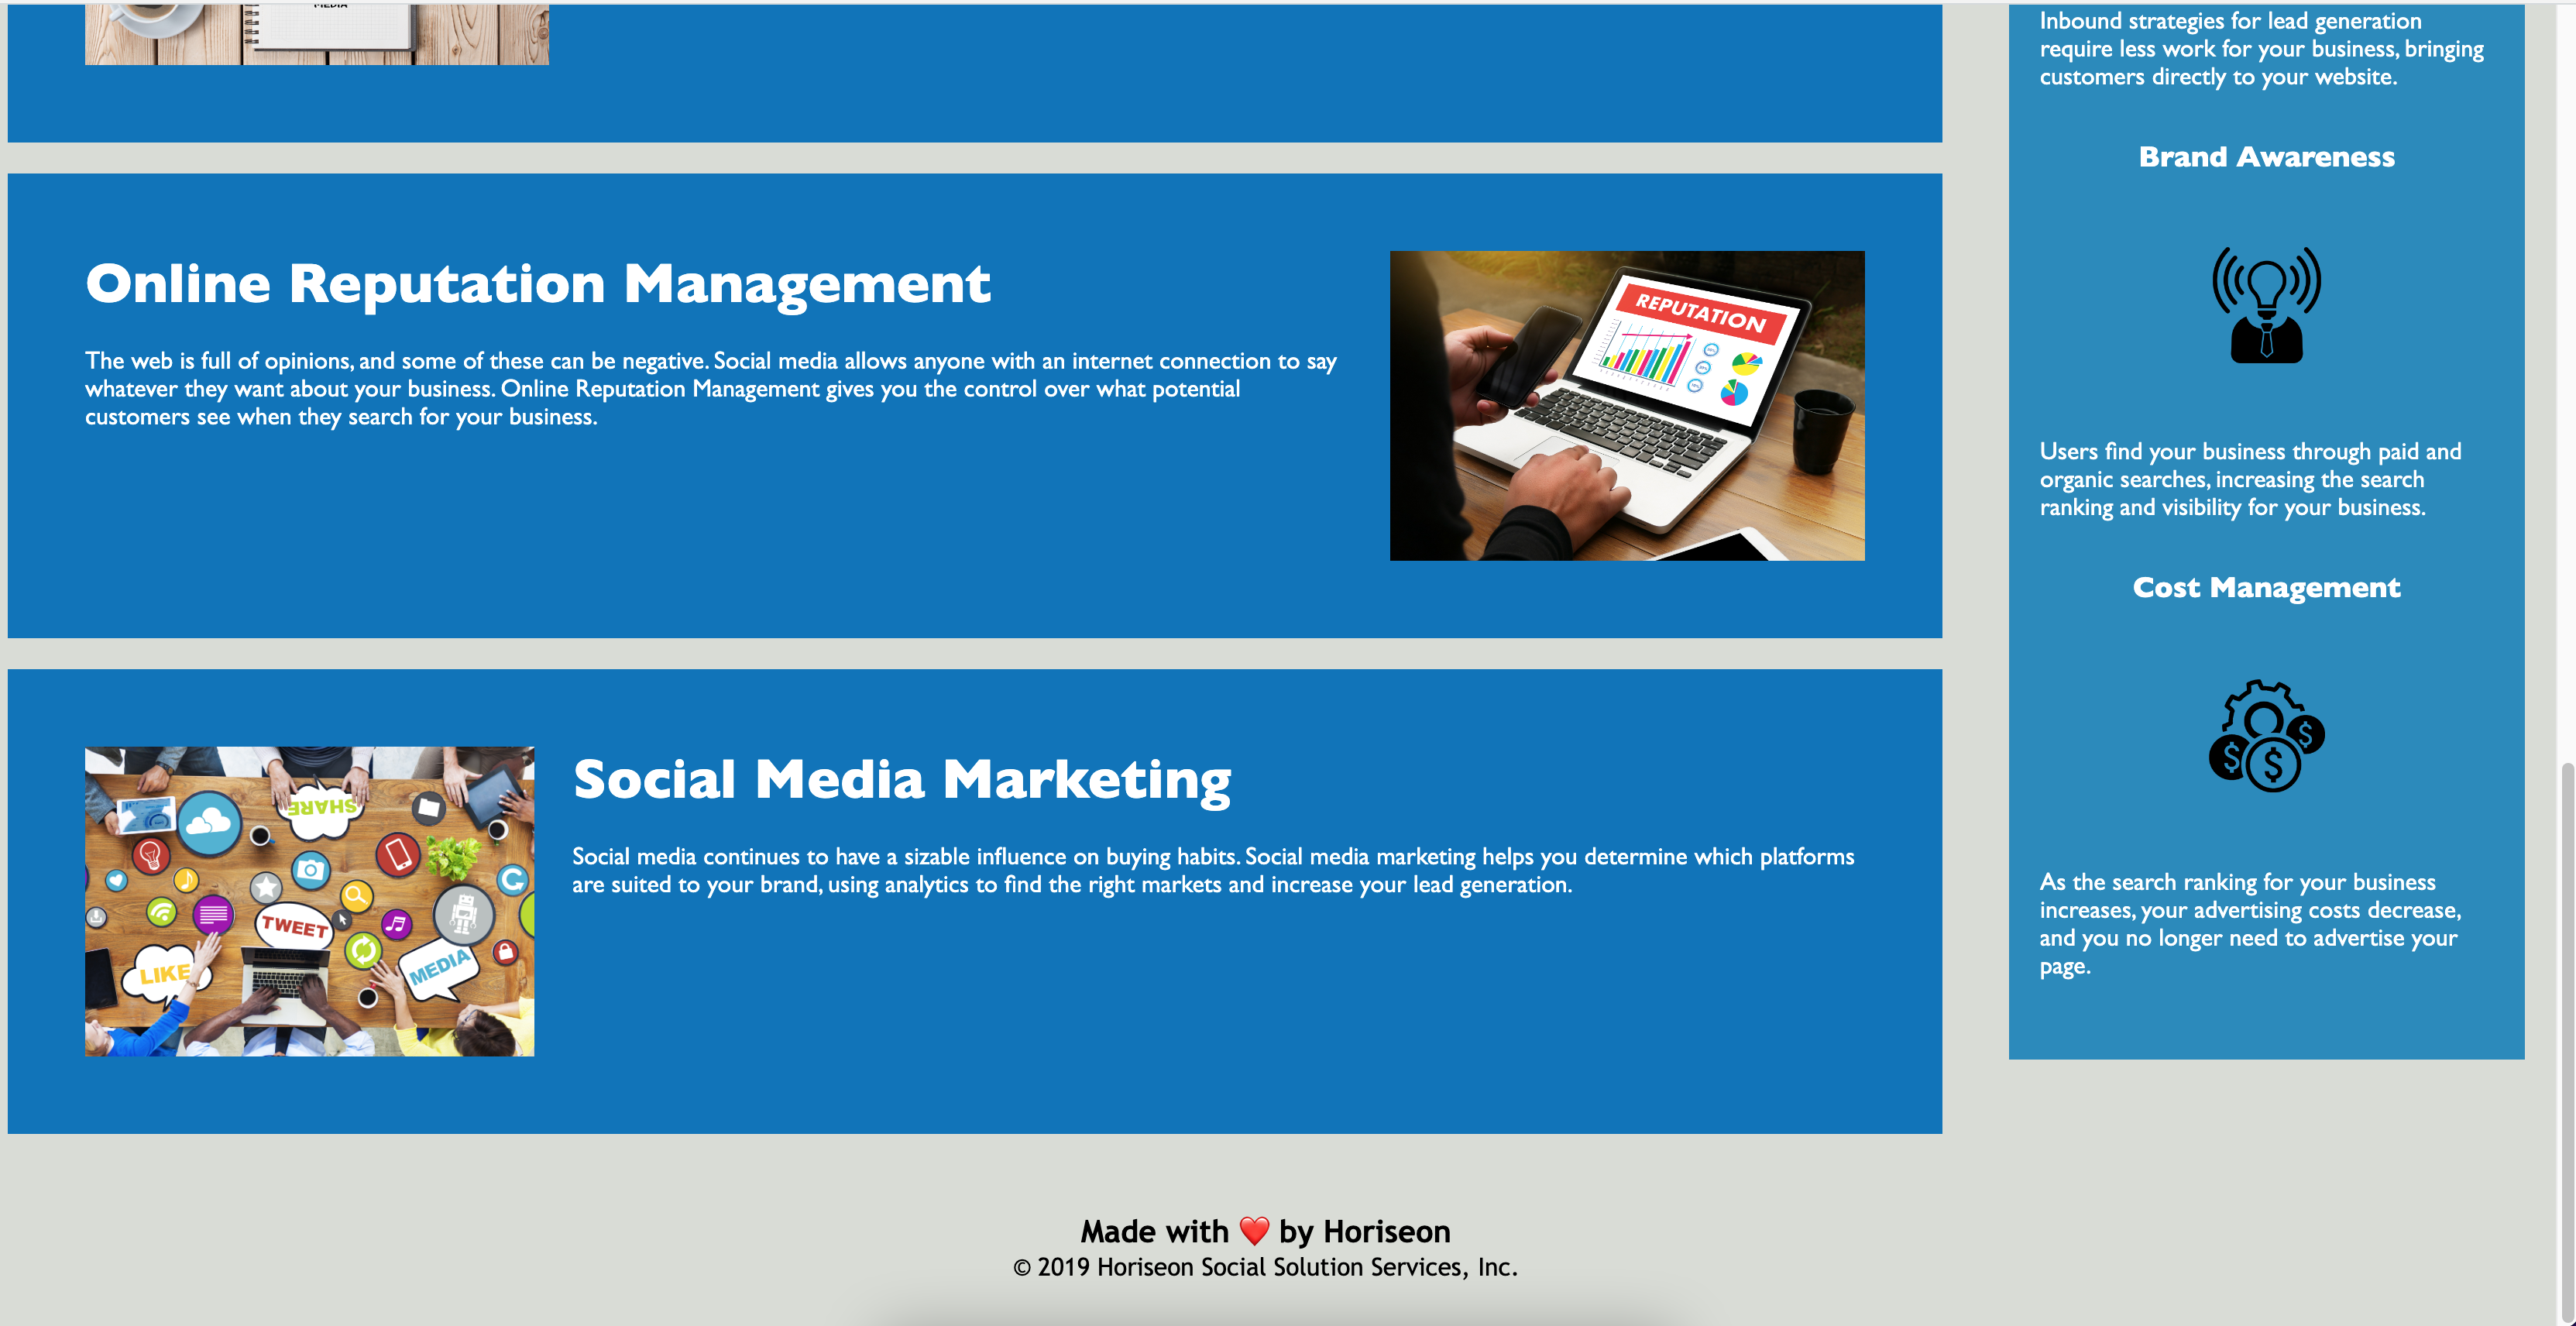 MEDIA
Online Reputation Management
The web is full of opinions, and some of these can be negative. Social media allows anyone with an internet connection to say
whatever they want about your business. Online Reputation Management gives you the control over what potential
customers see when they search for your business.
REPUTATION
Social Media Marketing
Social media continues to have a sizable influence on buying habits. Social media marketing helps you determine which platforms
are suited to your brand, using analytics to find the right markets and increase your lead generation.
SHARE
TWEET
LIKE
MEDIA
Inbound strategies for lead generation
require less work for your business, bringing
customers directly to your website.
Brand Awareness
Users find your business through paid and
organic searches, increasing the search
ranking and visibility for your business.
Cost Management
$
$
$
As the search ranking for your business
increases, your advertising costs decrease,
and you no longer need to advertise your
page.
Made with ❤️ by Horiseon
© 2019 Horiseon Social Solution Services, Inc.